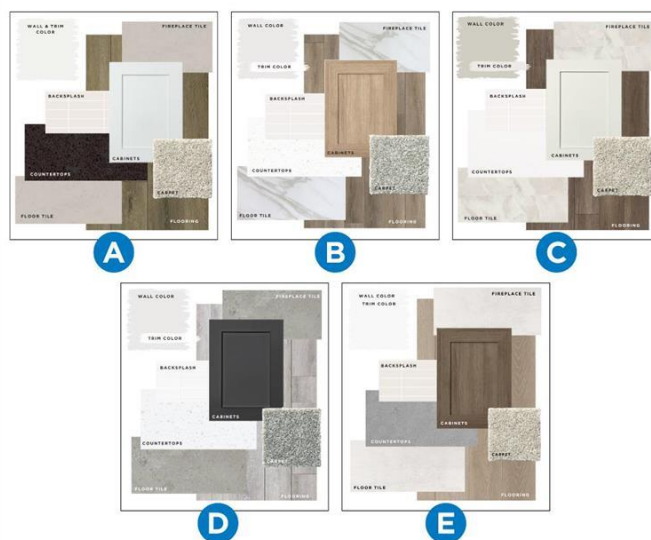 WALL & TRIM
COLOR
FIREPLACE TILE
BACKSPLASH
CABINETS
COUNTERTOPS
CARPET
FLOOR TILE
FLOORING
A
WALL COLOR
FIREPLACE TILE
TRIM COLOR
BACKSPLASH
CABINETS
COUNTERTOPS
CARPET
FLOOR TILE
FLOORING
B
WALL COLOR
FIREPLACE TILE
TRIM COLOR
BACKSPLASH
CABINETS
COUNTERTOPS
CARPET
FLOOR TILE
FLOORING
C
WALL COLOR
FIREPLACE TILE
TRIM COLOR
BACKSPLASH
CABINETS
COUNTERTOPS
CARPET
FLOOR TILE
FLOORING
D
WALL COLOR
TRIM COLOR
FIREPLACE TILE
BACKSPLASH
CABINETS
COUNTERTOPS
CARPET
FLOOR TILE
FLOORING
E